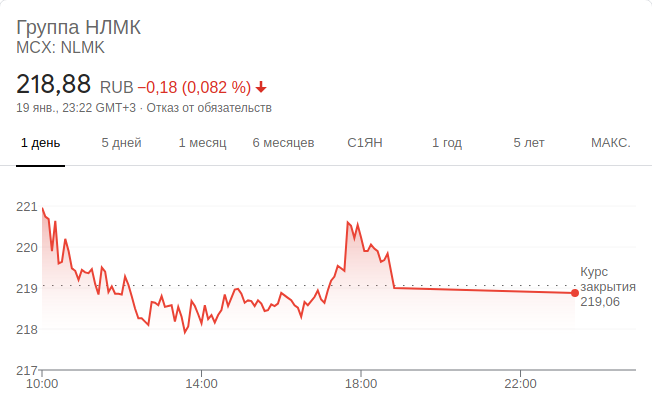 Группа НЛМК
MCX: NLMK
218,88 RUB −0,18 (0,082 %)
19 янв., 23:22 GMT+3 · Отказ от обязательств
1 день 5 дней 1 месяц 6 месяцев С1ЯН 1 год 5 лет МАКС.
221
220
219
218
217
Курс
закрытия
219,06
10:00 14:00 18:00 22:00